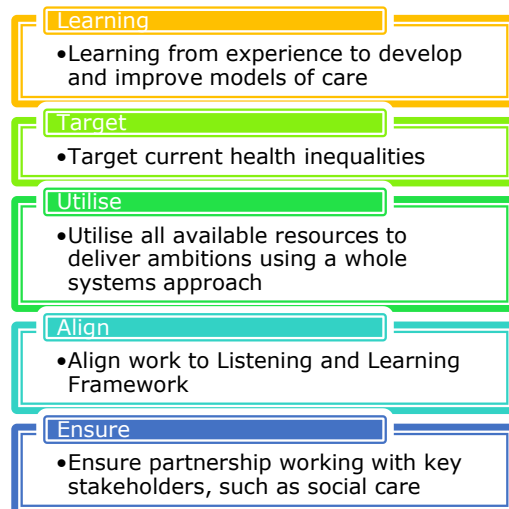 Learning
•Learning from experience to develop
and improve models of care
Target
•Target current health inequalities
Utilise
•Utilise all available resources to
deliver ambitions using a whole
systems approach
Align
•Align work to Listening and Learning
Framework
Ensure
•Ensure partnership working with key
stakeholders, such as social care